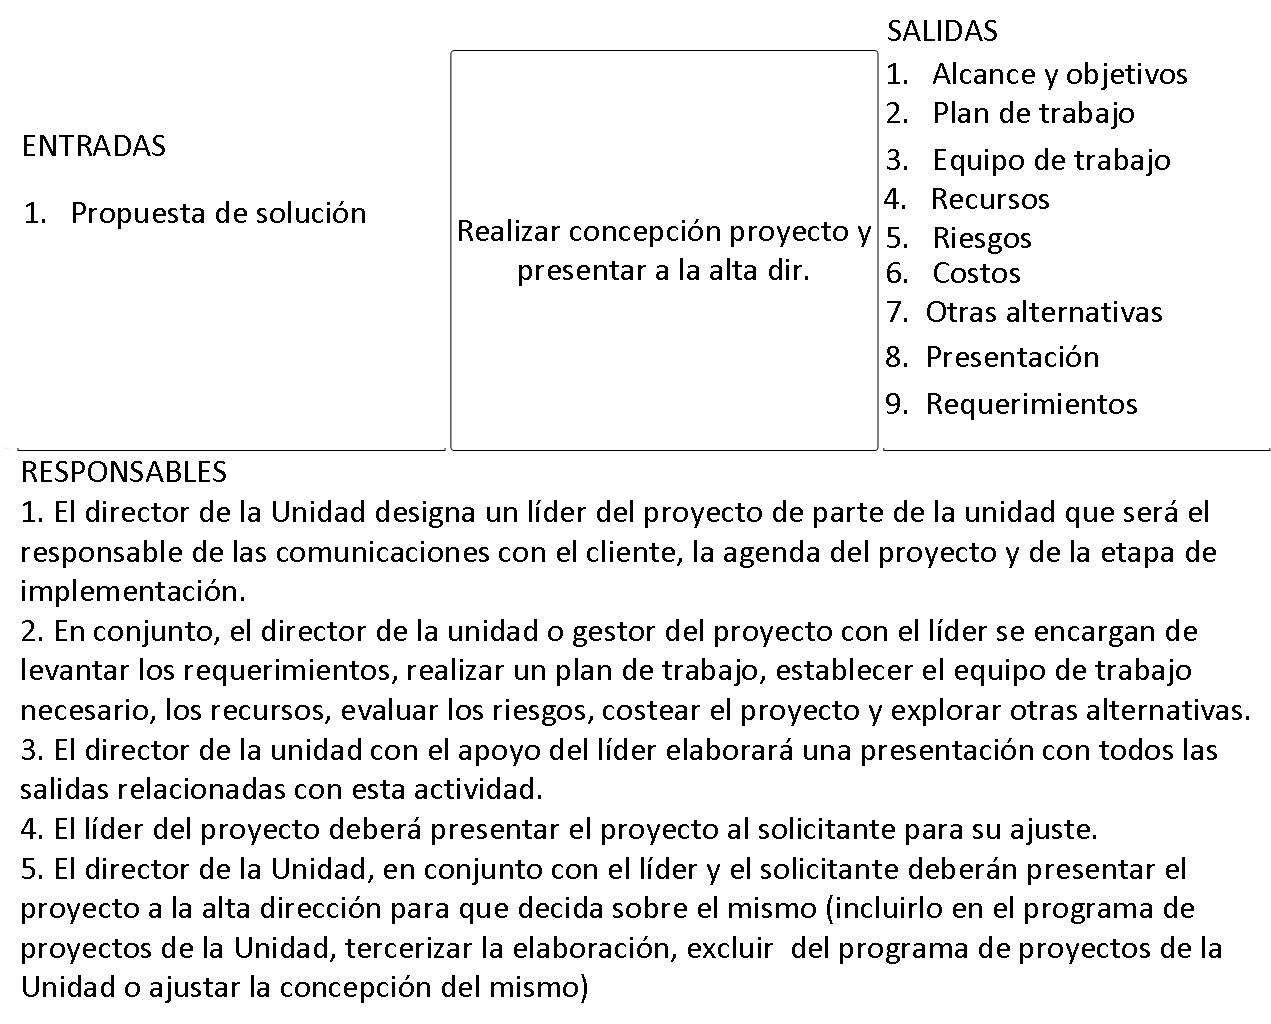 ENTRADAS
1. Propuesta de solución
Realizar concepción proyecto y
presentar a la alta dir.
SALIDAS
1. Alcance y objetivos
2. Plan de trabajo
3. Equipo de trabajo
4. Recursos
5. Riesgos
6. Costos
7. Otras alternativas
8. Presentación
9. Requerimientos
RESPONSABLES
1. El director de la Unidad designa un líder del proyecto de parte de la unidad que será el
responsable de las comunicaciones con el cliente, la agenda del proyecto y de la etapa de
implementación.
2. En conjunto, el director de la unidad o gestor del proyecto con el líder se encargan de
levantar los requerimientos, realizar un plan de trabajo, establecer el equipo de trabajo
necesario, los recursos, evaluar los riesgos, costear el proyecto y explorar otras alternativas.
3. El director de la unidad con el apoyo del líder elaborará una presentación con todos las
salidas relacionadas con esta actividad.
4. El líder del proyecto deberá presentar el proyecto al solicitante para su ajuste.
5. El director de la Unidad, en conjunto con el líder y el solicitante deberán presentar el
proyecto a la alta dirección para que decida sobre el mismo (incluirlo en el programa de
proyectos de la Unidad, tercerizar la elaboración, excluir  del programa de proyectos de la
Unidad o ajustar la concepción del mismo)